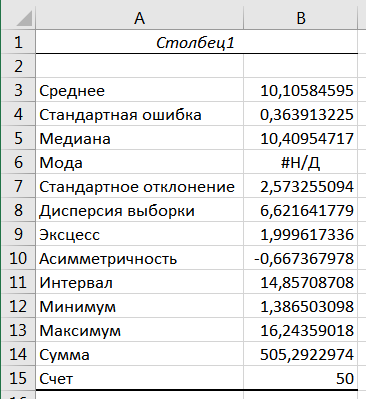 A B
1 Столбец1
2
3 Среднее 10,10584595
4 Стандартная ошибка 0,363913225
5 Медиана 10,40954717
6 Мода #Н/Д
7 Стандартное отклонение 2,573255094
8 Дисперсия выборки 6,621641779
9 Эксцесс 1,999617336
10 Асимметричность -0,667367978
11 Интервал 14,85708708
12 Минимум 1,386503098
13 Максимум 16,24359018
14 Сумма 505,2922974
15 Счет 50